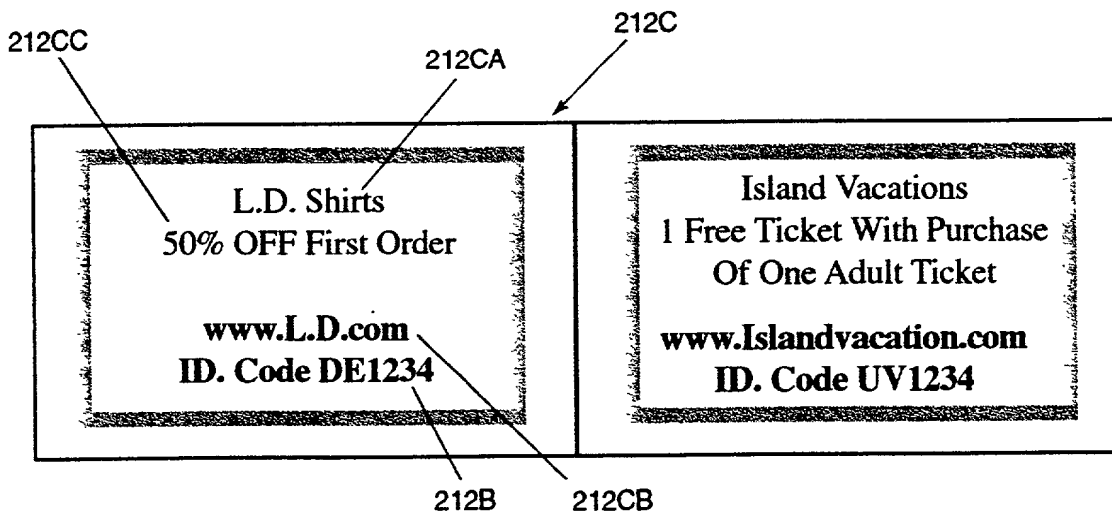 212C
212CC
212CA
L.D. Shirts
50% OFF First Order
www.L.D.com
ID. Code DE1234
Island Vacations
1 Free Ticket With Purchase
Of One Adult Ticket
www.Islandvacation.com
ID. Code UV1234
212B
212CB